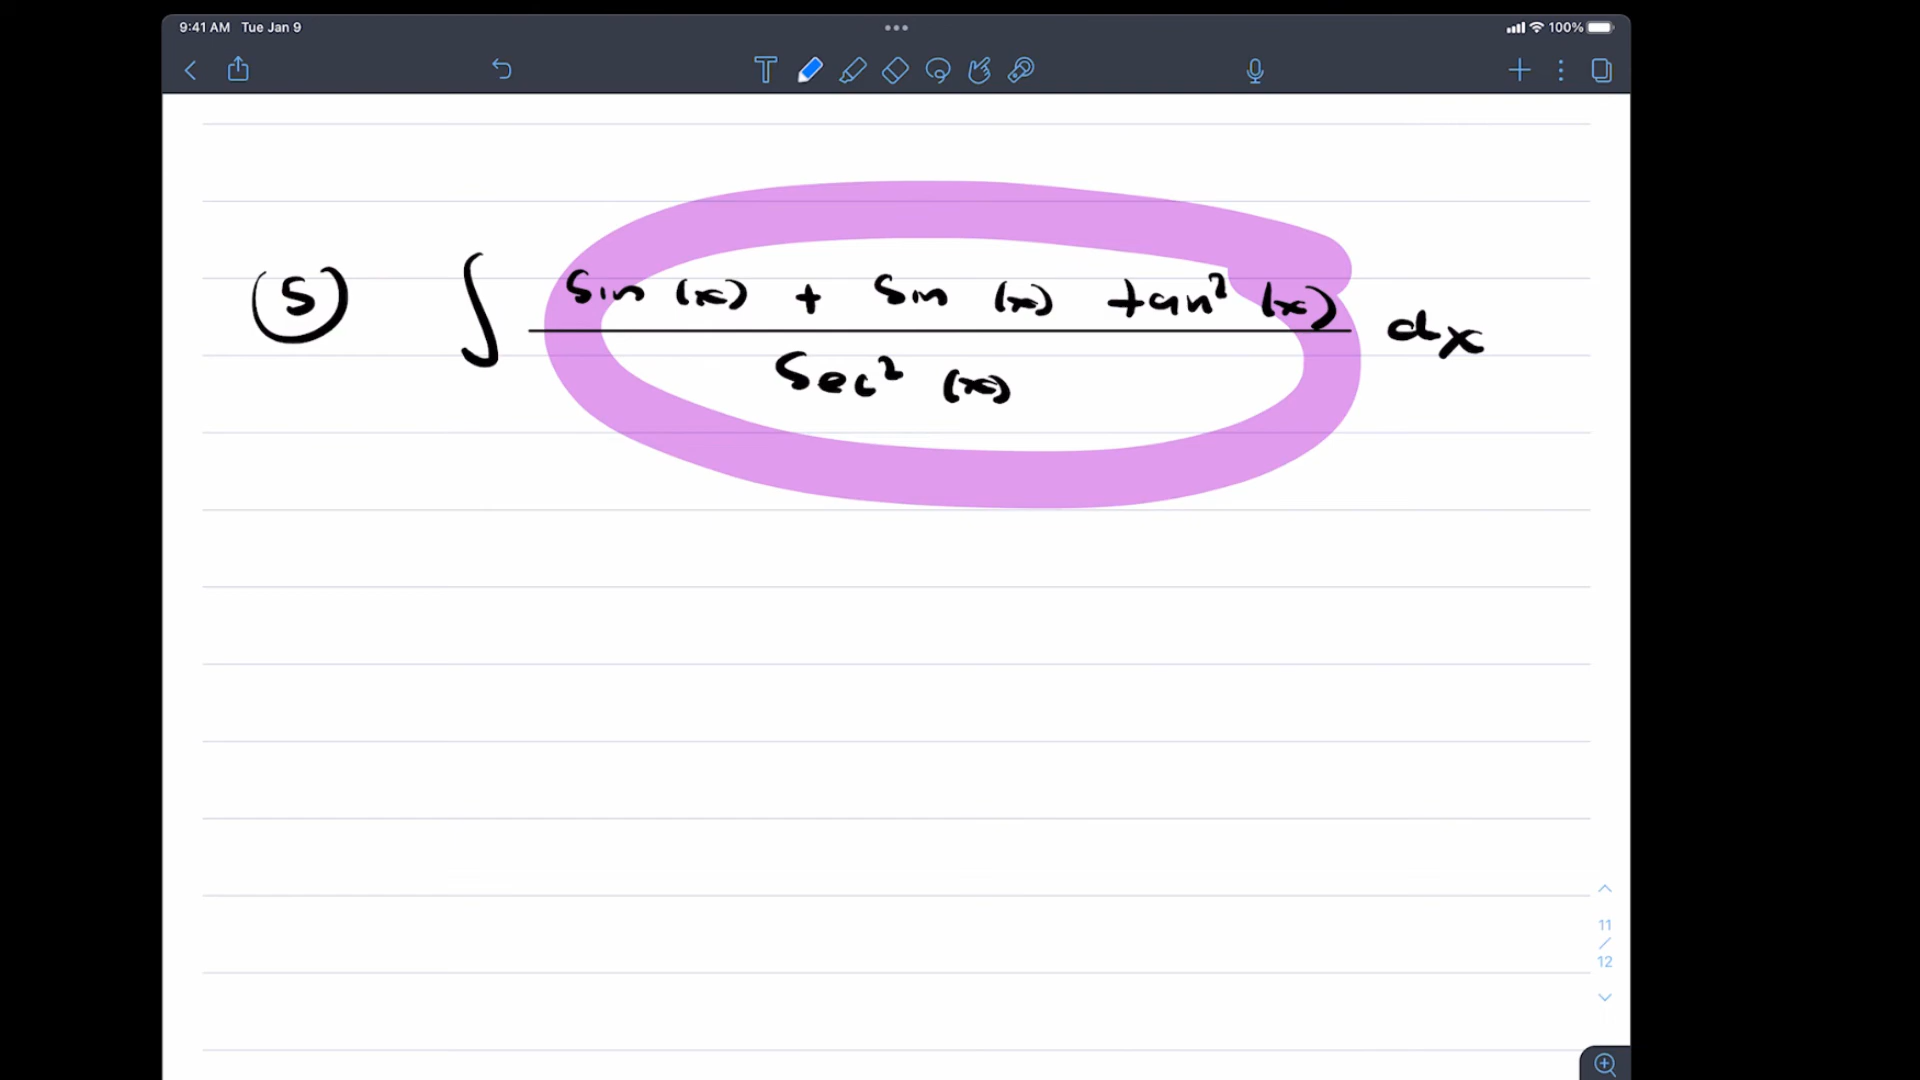 9:41 AM Tue Jan 9
100%
(5) ∫ sin (x) + sin (x) tan² (x) dx
sec² (x)
11
/
12